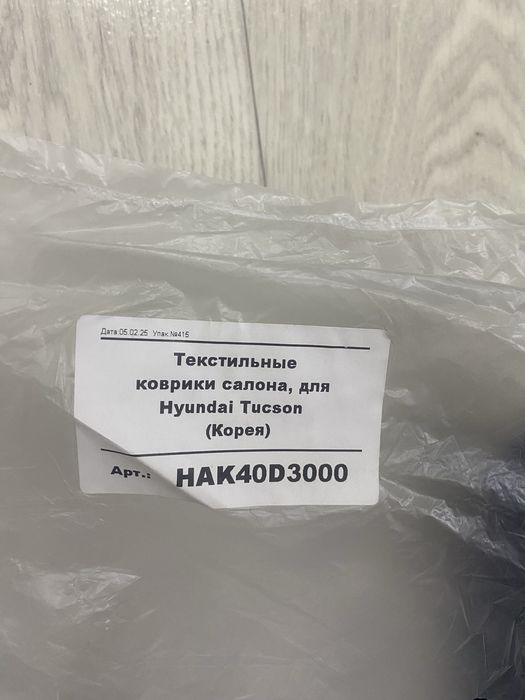 Дата:05.02.25 Упак.№415
Текстильные
коврики салона, для
Hyundai Tucson
(Корея)
Арт.: HAK40D3000